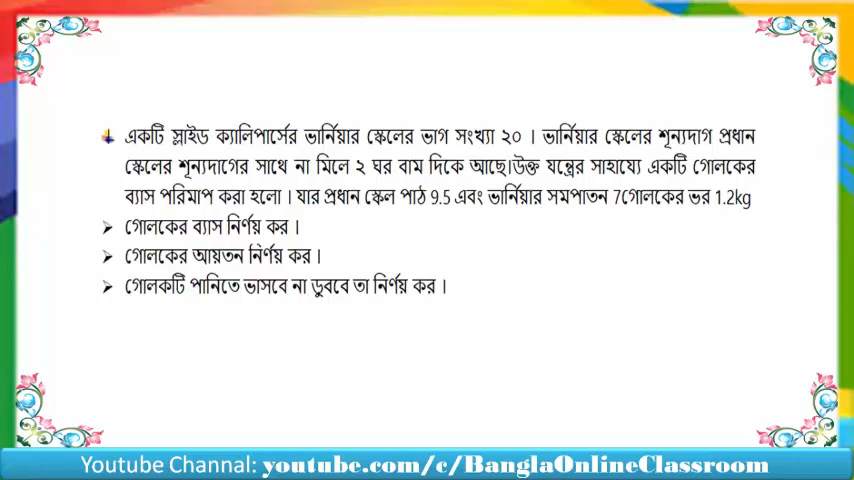 একটি স্লাইড ক্যালিপার্সের ভার্নিয়ার স্কেলের ভাগ সংখ্যা ২০ । ভার্নিয়ার স্কেলের শূন্যদাগ প্রধান
স্কেলের শূন্যদাগের সাথে না মিলে ২ ঘর বাম দিকে আছে।উক্ত যন্ত্রের সাহায্যে একটি গোলকের
ব্যাস পরিমাপ করা হলো । যার প্রধান স্কেল পাঠ 9.5 এবং ভার্নিয়ার সমপাতন 7গোলকের ভর 1.2kg
➢ গোলকের ব্যাস নির্ণয় কর ।
➢ গোলকের আয়তন নির্ণয় কর ।
➢ গোলকটি পানিতে ভাসবে না ডুববে তা নির্ণয় কর ।
Youtube Channel: youtube.com/c/BanglaOnlineClassroom